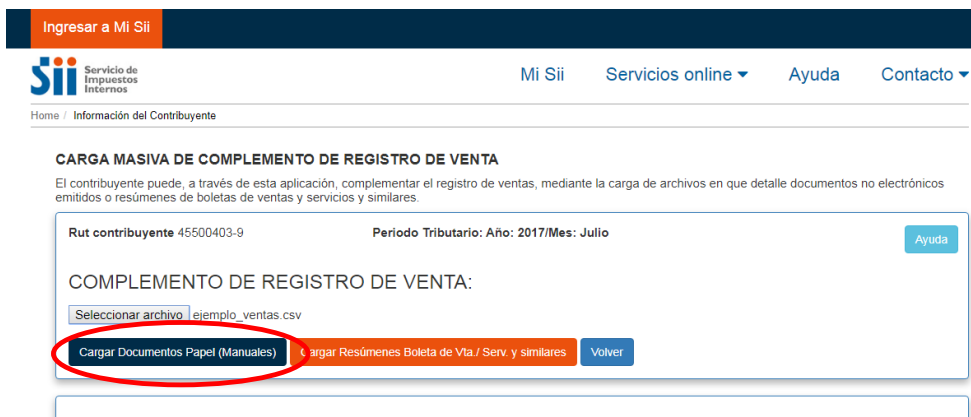 Ingresar a Mi Sii
Sii Servicio de
Impuestos
Internos
Mi Sii Servicios online Ayuda Contacto
Home / Información del Contribuyente
CARGA MASIVA DE COMPLEMENTO DE REGISTRO DE VENTA
El contribuyente puede, a través de esta aplicación, complementar el registro de ventas, mediante la carga de archivos en que detalle documentos no electrónicos
emitidos o resúmenes de boletas de ventas y servicios y similares.
Rut contribuyente 45500403-9 Periodo Tributario: Año: 2017/Mes: Julio
Ayuda
COMPLEMENTO DE REGISTRO DE VENTA:
Seleccionar archivo ejemplo_ventas.csv
Cargar Documentos Papel (Manuales) Cargar Resúmenes Boleta de Vta./ Serv. y similares Volver